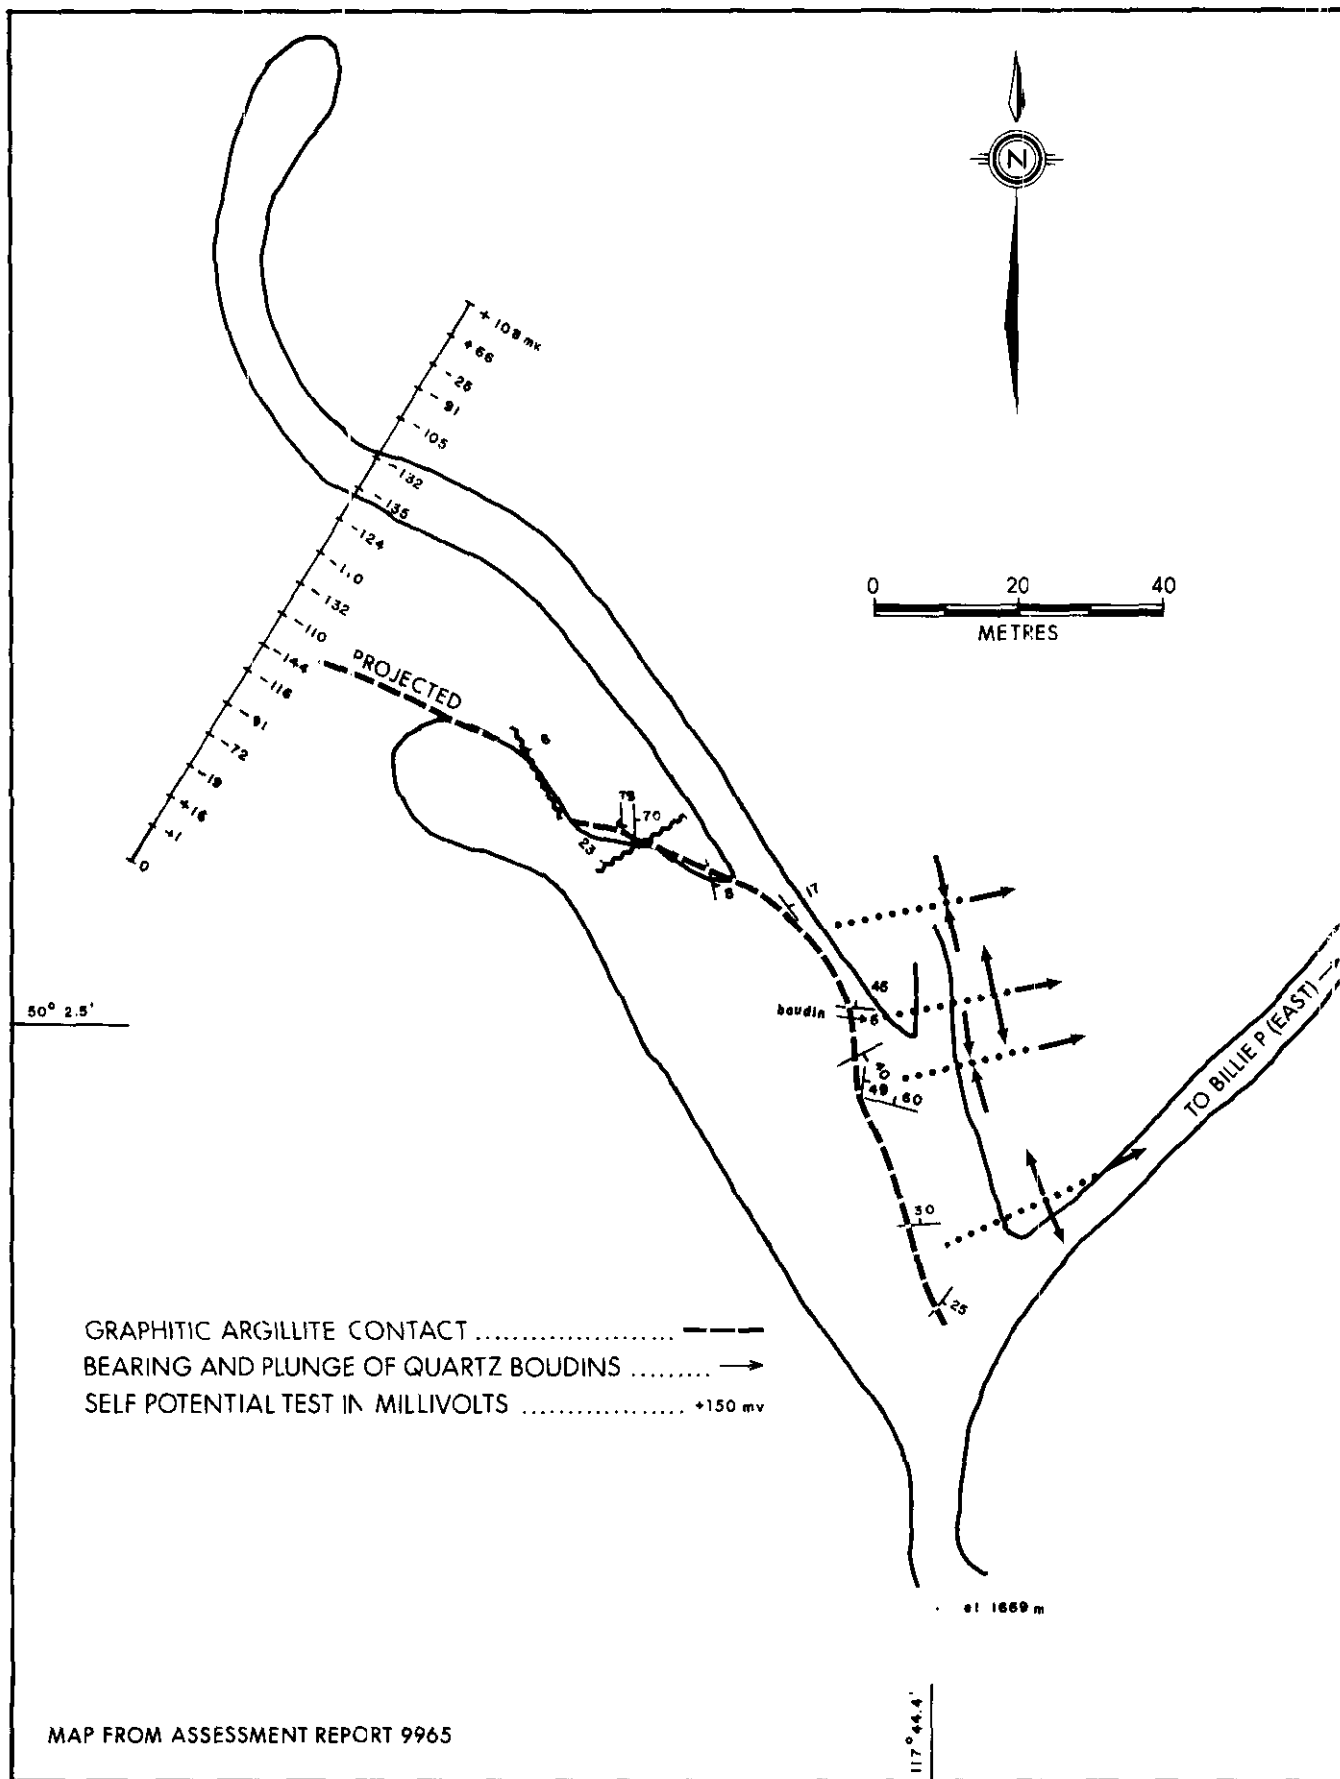 N
+ 108 mv
+66
-25
-91
-105
-132
-135
-124
-132
-110
-144
-116
-91
-72
-19
+16
+1
0
0 20 40
METRES
PROJECTED
6
75
70
23
8
17
46
boudin
6
49
60
30
25
50° 2.5'
TO BILLIE P (EAST)
GRAPHITIC ARGILLITE CONTACT ......................
BEARING AND PLUNGE OF QUARTZ BOUDINS .........
SELF POTENTIAL TEST IN MILLIVOLTS ................. +150 mv
el 1669 m
117° 44.4'
MAP FROM ASSESSMENT REPORT 9965